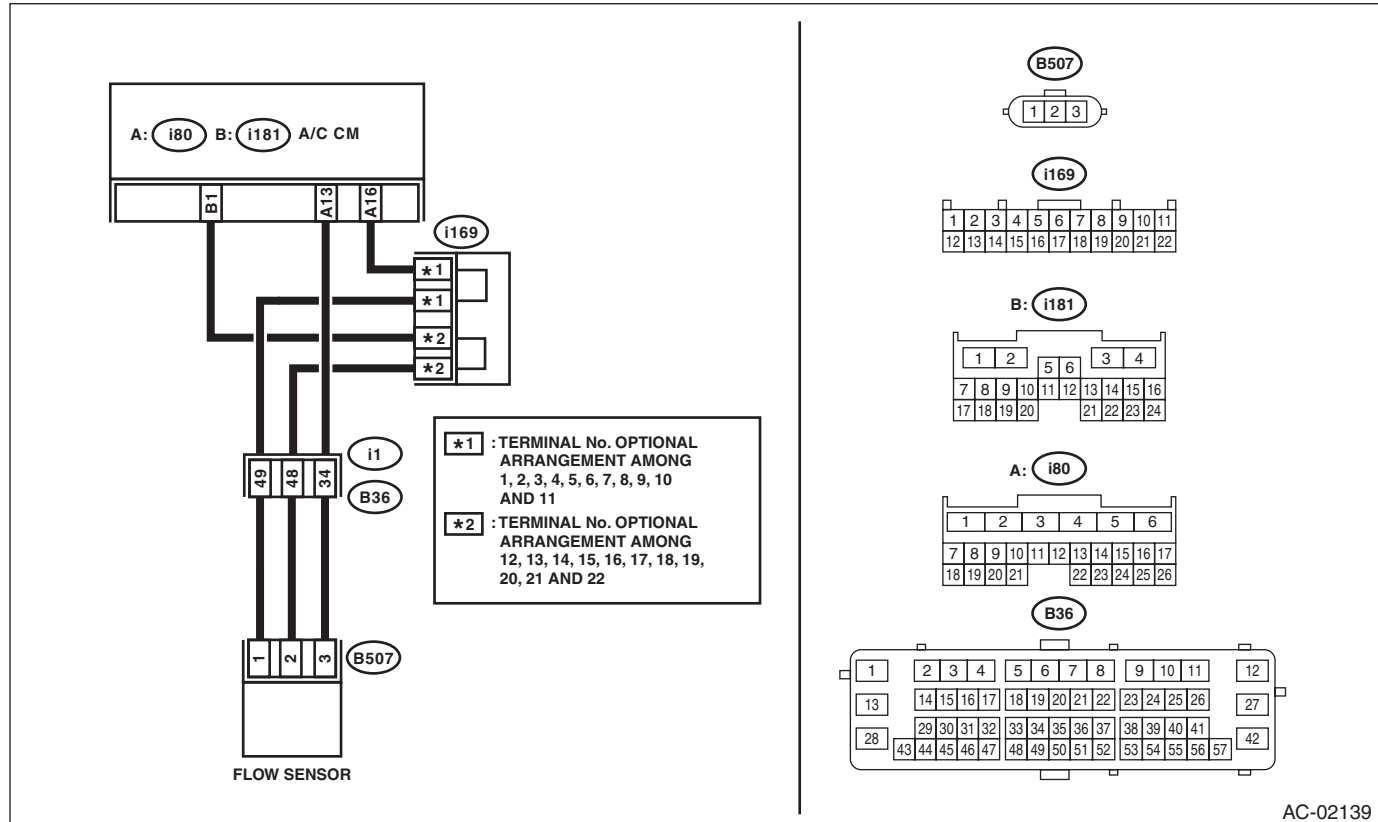 A: i80 B: i181 A/C CM
B1 A13 A16
i169
*1
*1
*2
*2
*1 : TERMINAL No. OPTIONAL
ARRANGEMENT AMONG
1, 2, 3, 4, 5, 6, 7, 8, 9, 10
AND 11
*2 : TERMINAL No. OPTIONAL
ARRANGEMENT AMONG
12, 13, 14, 15, 16, 17, 18, 19,
20, 21 AND 22
i1
49 48 34
B36
1 2 3
B507
FLOW SENSOR
B507
1 2 3
i169
1 2 3 4 5 6 7 8 9 10 11
12 13 14 15 16 17 18 19 20 21 22
B: i181
1 2 3 4
5 6
7 8 9 10 11 12 13 14 15 16
17 18 19 20 21 22 23 24
A: i80
1 2 3 4 5 6
7 8 9 10 11 12 13 14 15 16 17
18 19 20 21 22 23 24 25 26
B36
1 2 3 4 5 6 7 8 9 10 11 12
13 14 15 16 17 18 19 20 21 22 23 24 25 26 27
28 29 30 31 32 33 34 35 36 37 38 39 40 41 42
43 44 45 46 47 48 49 50 51 52 53 54 55 56 57
AC-02139